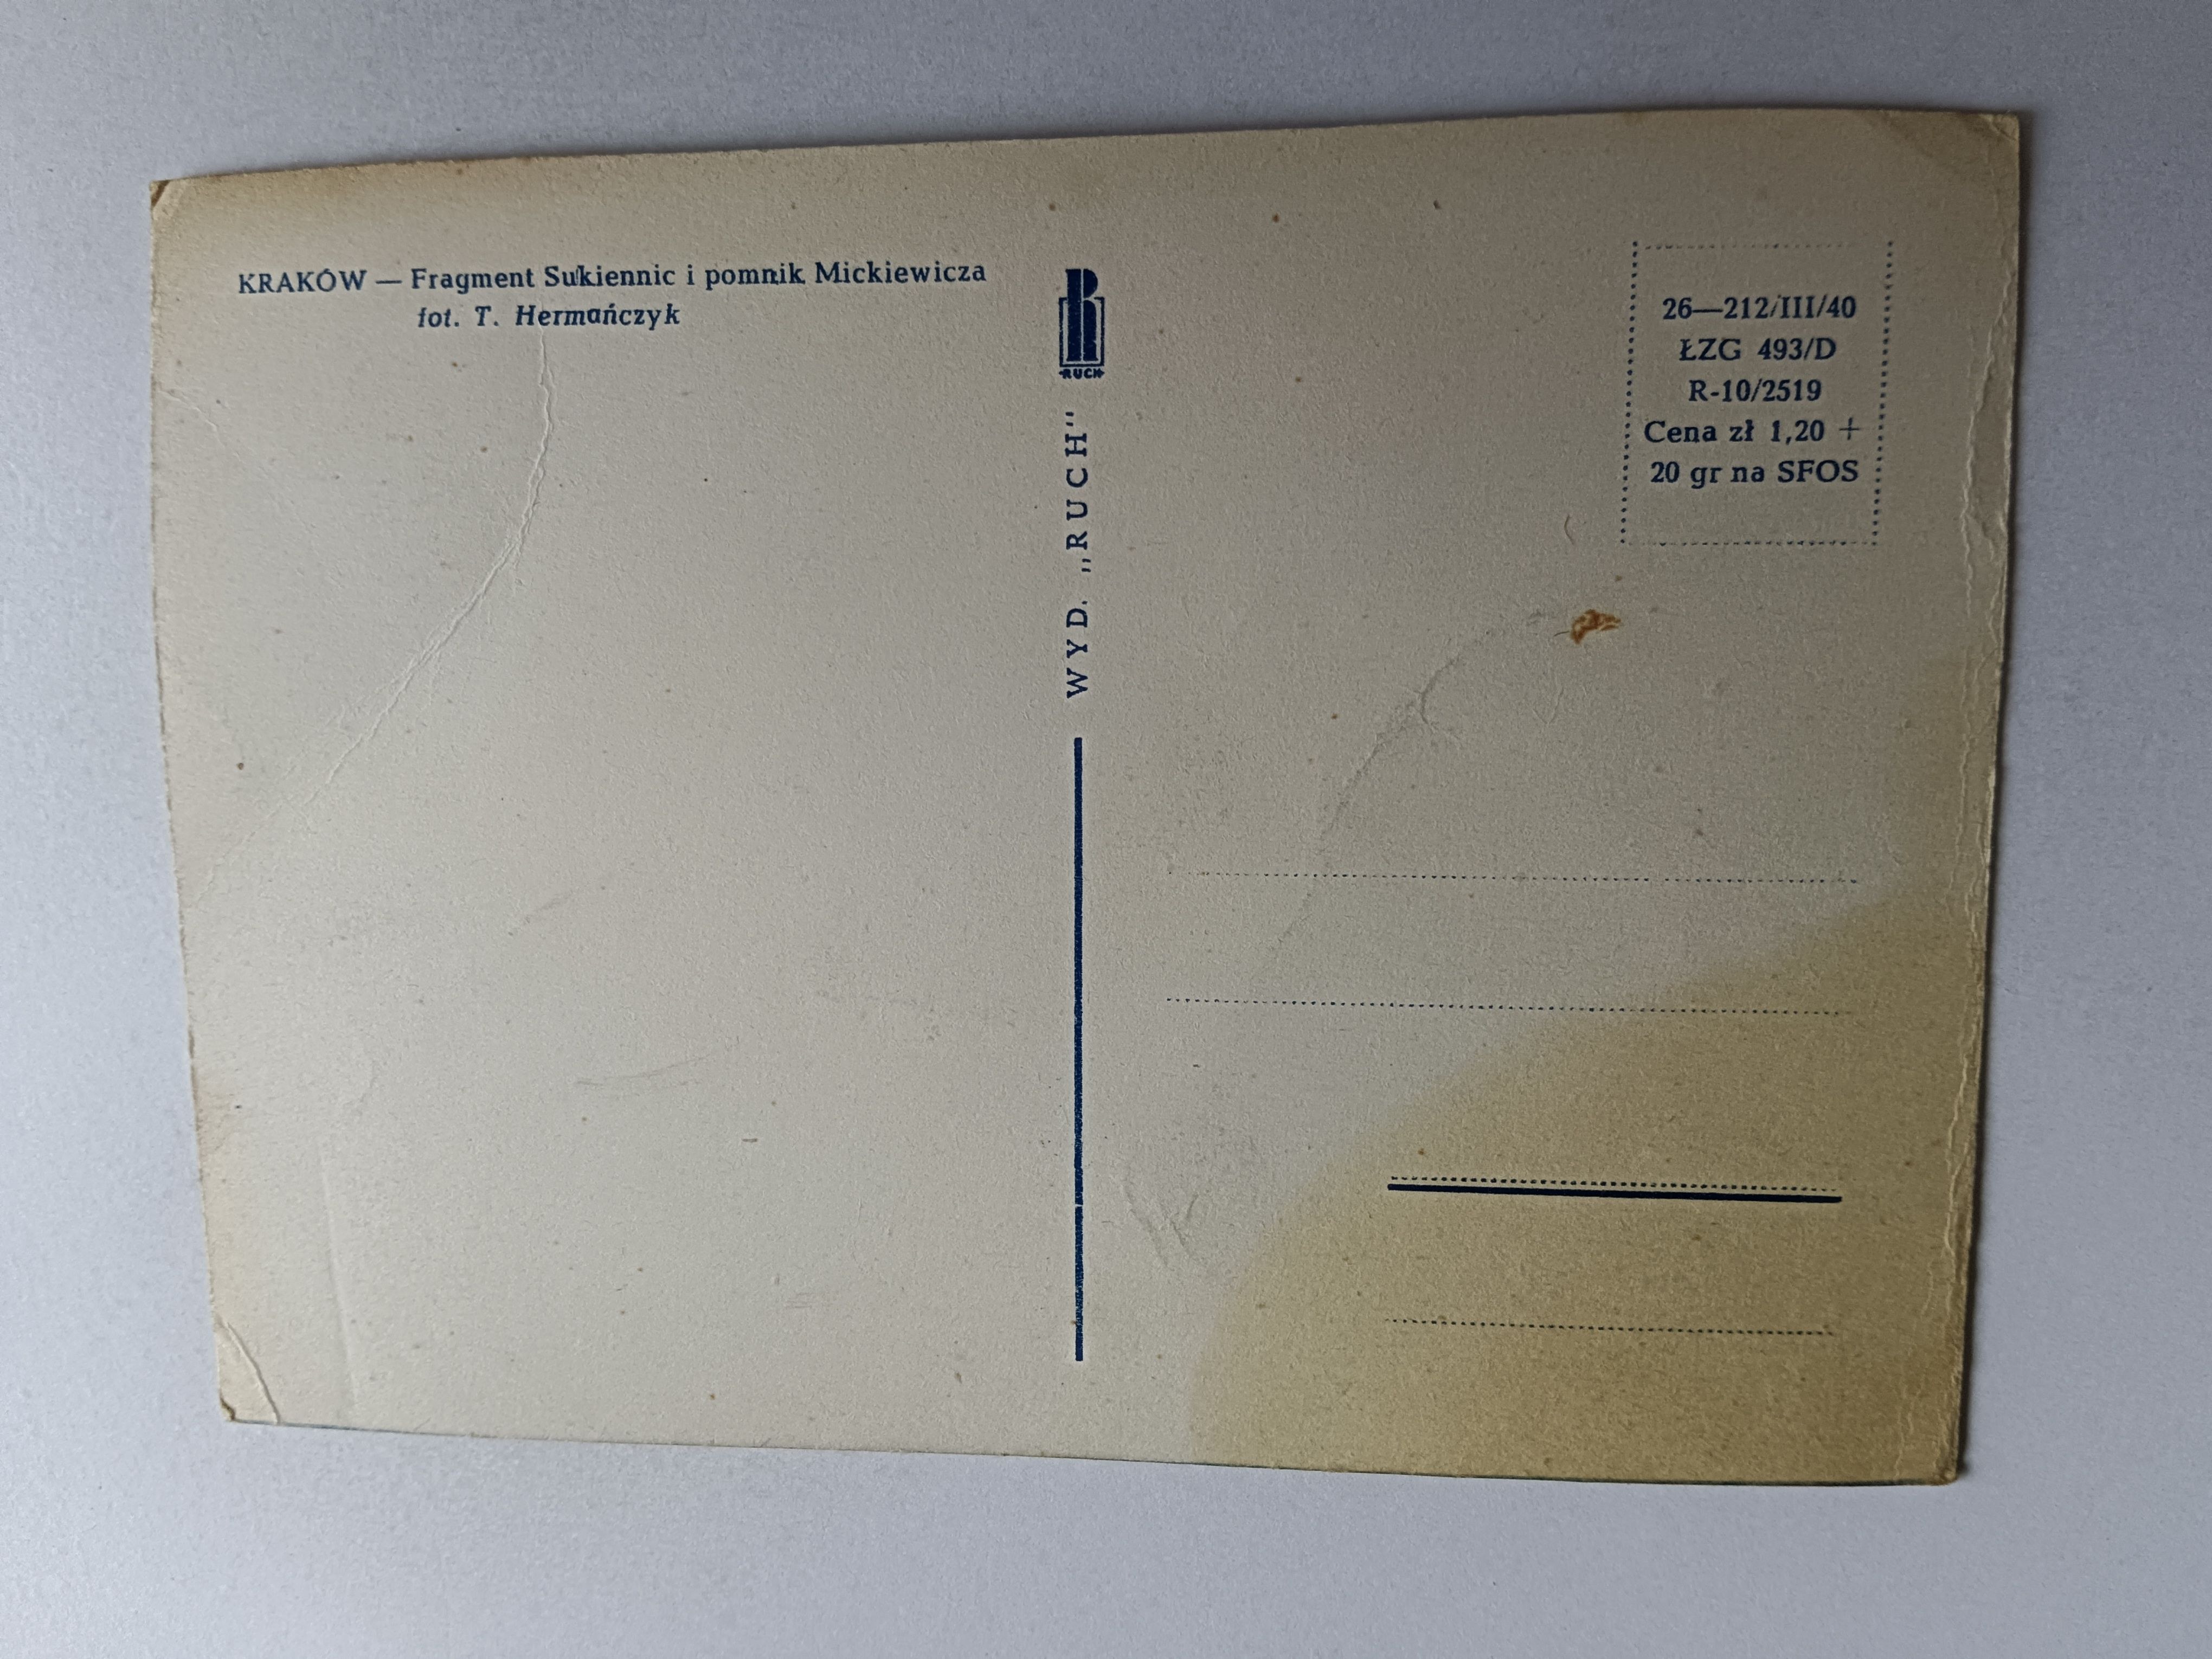 KRAKÓW — Fragment Sukiennic i pomnik Mickiewicza
fot. T. Hermańczyk
RUCH
WYD. „RUCH"
26—212/III/40
ŁZG 493/D
R-10/2519
Cena zł 1,20 +
20 gr na SFOS